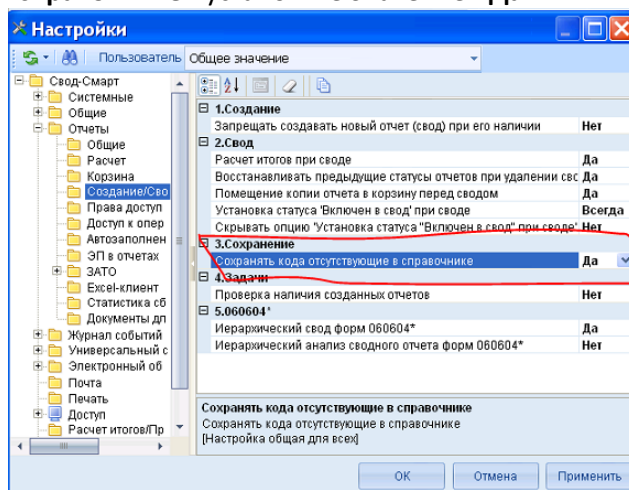 Настройки
Пользователь Общее значение
Свод-Смарт
Системные
Общие
Отчеты
Общие
Расчет
Корзина
Создание/Сво
Права доступ
Доступ к опер
Автозаполнен
ЭП в отчетах
ЗАТО
Excel-клиент
Статистика сб
Документы дл
Журнал событий
Универсальный с
Электронный об
Почта
Печать
Доступ
Расчет итогов/Пр
1.Создание
Запрещать создавать новый отчет (свод) при его наличии Нет
2.Свод
Расчет итогов при своде Да
Восстанавливать предыдущие статусы отчетов при удалении свс Да
Помещение копии отчета в корзину перед сводом Да
Установка статуса 'Включен в свод' при своде Всегда
Скрывать опцию 'Установка статуса "Включен в свод" при своде' Нет
3.Сохранение
Сохранять кода отсутствующие в справочнике Да
4.Задачи
Проверка наличия созданных отчетов Нет
5.060604*
Иерархический свод форм 060604* Да
Иерархический анализ сводного отчета форм 060604* Нет
Сохранять кода отсутствующие в справочнике
Сохранять кода отсутствующие в справочнике
[Настройка общая для всех]
ОК Отмена Применить